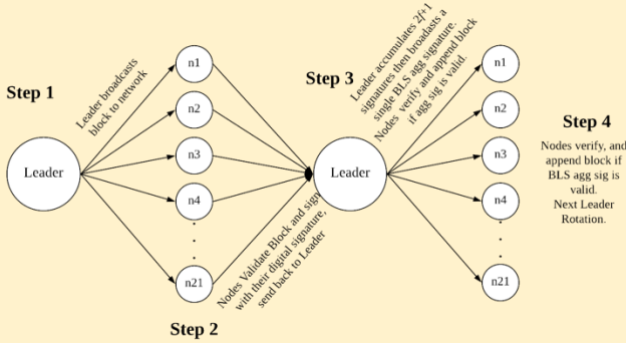 Step 1
Leader broadcasts
block to network
Leader
n1
n2
n3
n4
.
.
.
n21
Step 2
Nodes Validate Block and sign
with their digital signature,
send back to Leader
Step 3
Leader accumulates 2f+1
signatures then broadasts a
single BLS agg signature.
Nodes verify and append block
if agg sig is valid.
Leader
n1
n2
n3
n4
.
.
.
n21
Step 4
Nodes verify, and
append block if
BLS agg sig is
valid.
Next Leader
Rotation.